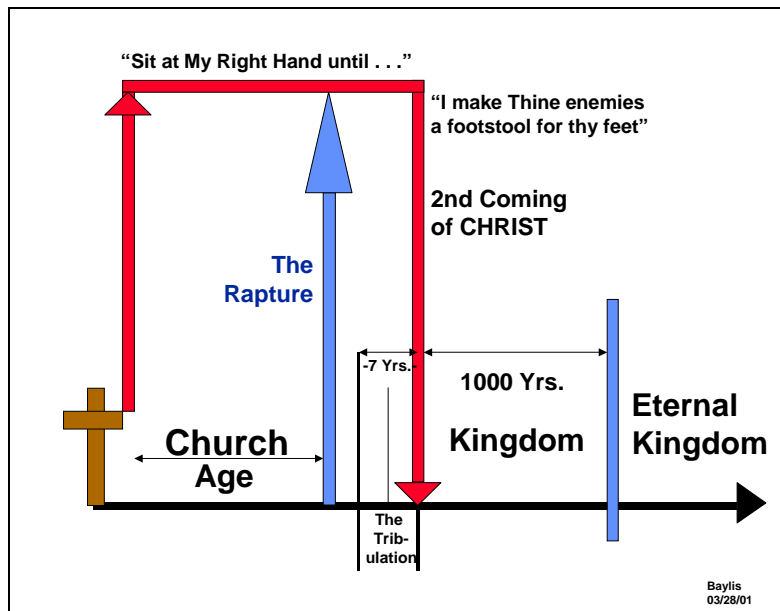 “Sit at My Right Hand until . . .”
“I make Thine enemies
a footstool for thy feet”
2nd Coming
of CHRIST
The
Rapture
-7 Yrs.-
1000 Yrs.
Church
Age
Kingdom
Eternal
Kingdom
The
Trib-
ulation
Baylis
03/28/01